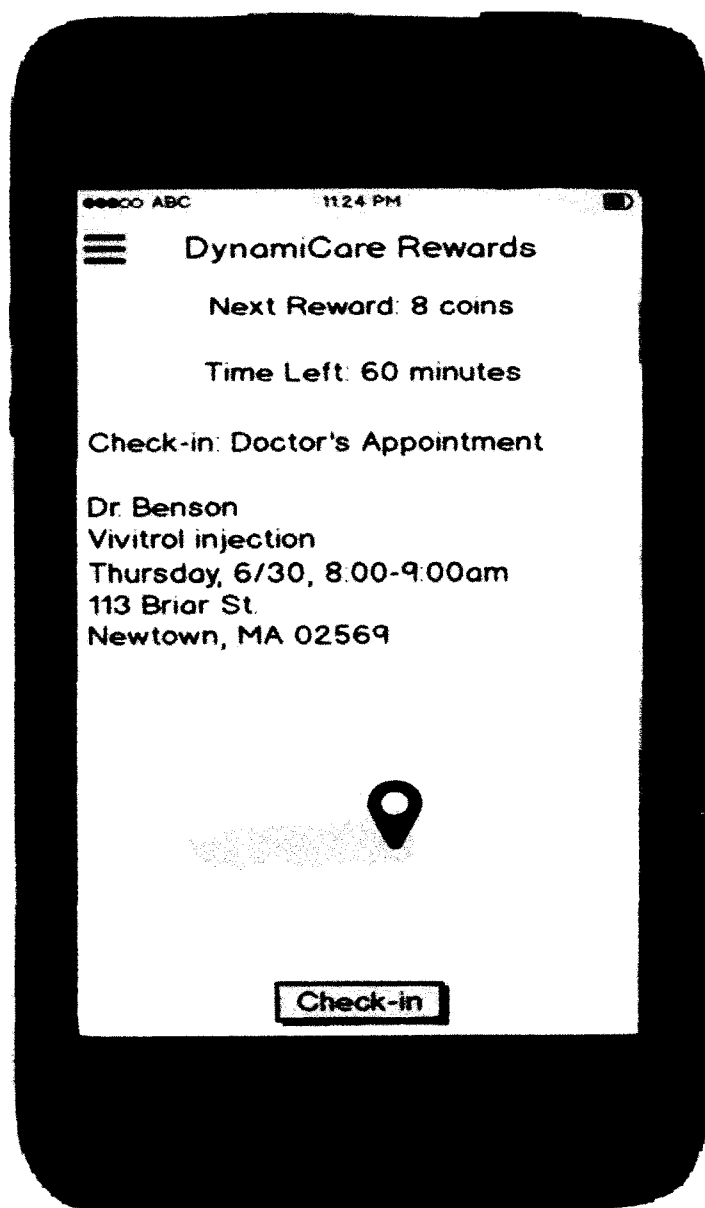 ABC 11:24 PM
DynamiCare Rewards
Next Reward: 8 coins
Time Left: 60 minutes
Check-in: Doctor's Appointment
Dr. Benson
Vivitrol injection
Thursday, 6/30, 8:00-9:00am
113 Briar St.
Newtown, MA 02569
Check-in